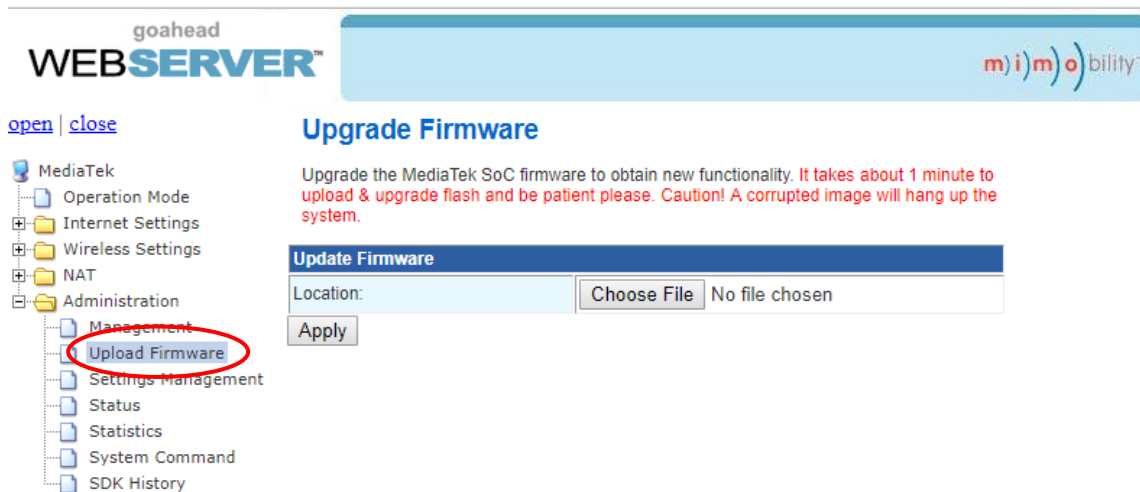 goahead
WEBSERVER™
m)i)m)o)bility™
open | close
MediaTek
Operation Mode
Internet Settings
Wireless Settings
NAT
Administration
Management
Upload Firmware
Settings Management
Status
Statistics
System Command
SDK History
Upgrade Firmware
Upgrade the MediaTek SoC firmware to obtain new functionality. It takes about 1 minute to
upload & upgrade flash and be patient please. Caution! A corrupted image will hang up the
system.
Update Firmware
Location: Choose File No file chosen
Apply